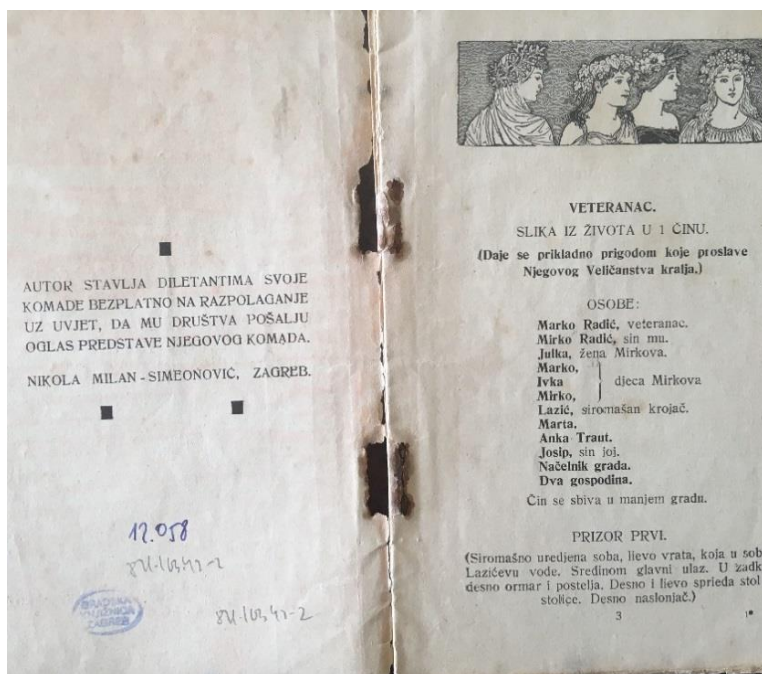 AUTOR STAVLJA DILETANTIMA SVOJE
KOMADE BEZPLATNO NA RAZPOLAGANJE
UZ UVJET, DA MU DRUŠTVA POŠALJU
OGLAS PREDSTAVE NJEGOVOG KOMADA.
NIKOLA MILAN-SIMEONOVIĆ, ZAGREB.
12.058
GRADSKA
KNJIŽNICA
ZAGREB
VETERANAC.
SLIKA IZ ŽIVOTA U 1 ČINU.
(Daje se prikladno prigodom koje proslave
Njegovog Veličanstva kralja.)
OSOBE:
Marko Radić, veteranac.
Mirko Radić, sin mu.
Julka, žena Mirkova.
Marko,
Ivka djeca Mirkova
Mirko,
Lazić, siromašan krojač.
Marta.
Anka Traut.
Josip, sin joj.
Načelnik grada.
Dva gospodina.
Čin se sbiva u manjem gradu.
PRIZOR PRVI.
(Siromašno uredjena soba, lievo vrata, koja u sob
Lazićevu vode. Sredinom glavni ulaz. U zadk
desno ormar i postelja. Desno i lievo sprieda stol
stolice. Desno naslonjač.)
3 1*